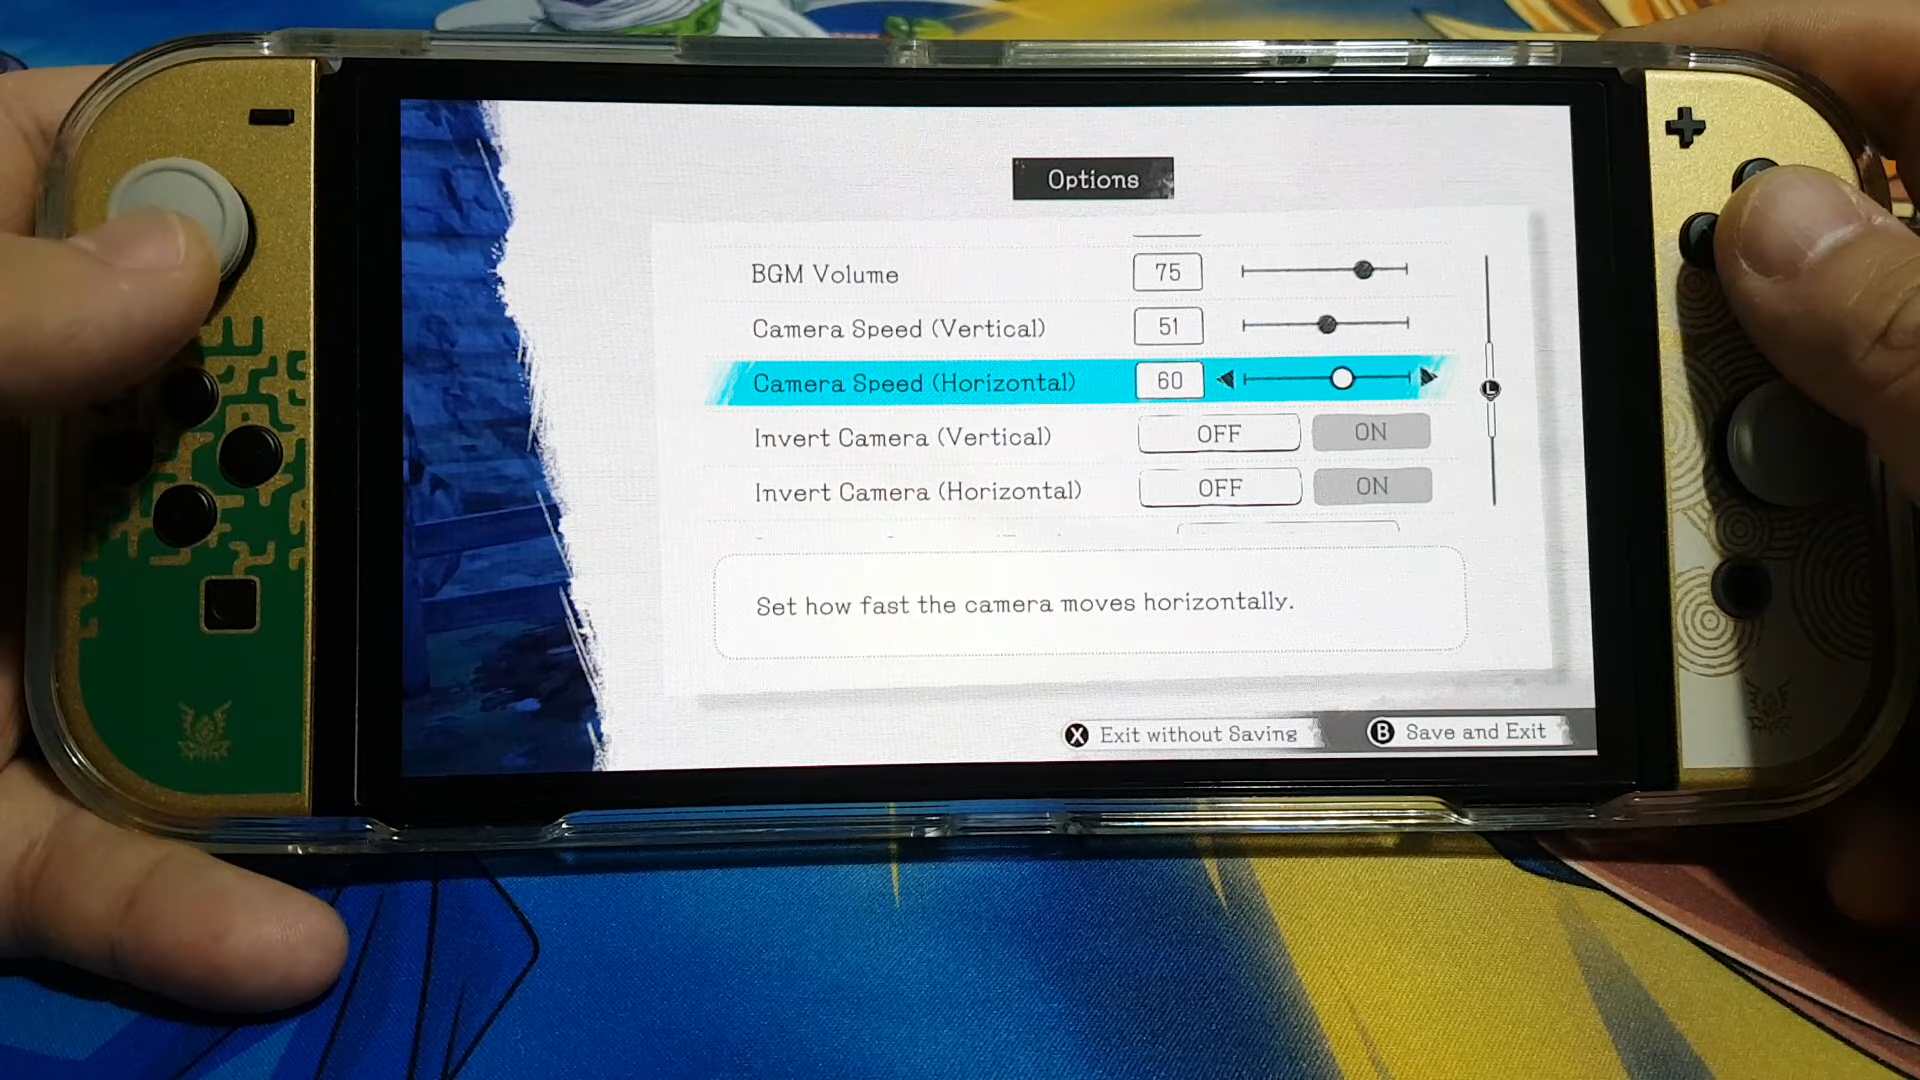 Options
BGM Volume 75
Camera Speed (Vertical) 51
Camera Speed (Horizontal) 60
L
Invert Camera (Vertical) OFF ON
Invert Camera (Horizontal) OFF ON
Set how fast the camera moves horizontally.
X Exit without Saving B Save and Exit